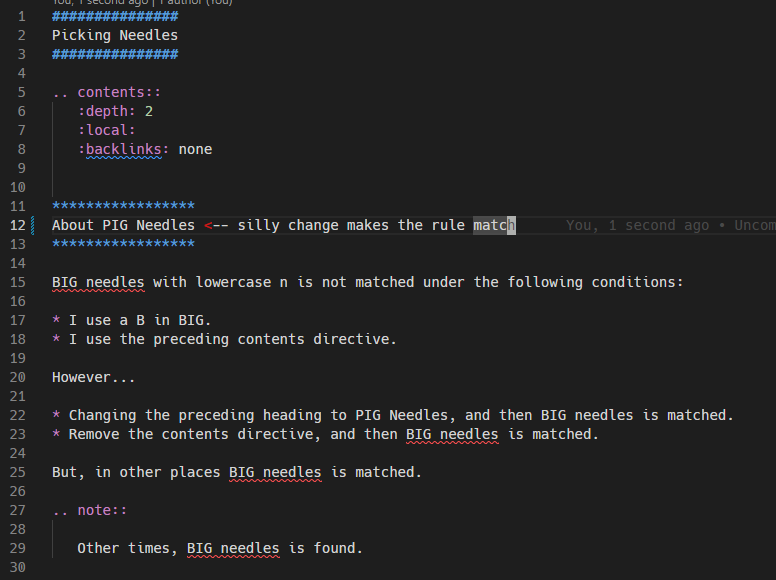 You, 1 second ago | 1 author (You)
1 ###############
2 Picking Needles
3 ###############
4
5 .. contents::
6 :depth: 2
7 :local:
8 :backlinks: none
9
10
11 *****************
12 About PIG Needles <-- silly change makes the rule match You, 1 second ago • Uncom
13 *****************
14
15 BIG needles with lowercase n is not matched under the following conditions:
16
17 * I use a B in BIG.
18 * I use the preceding contents directive.
19
20 However...
21
22 * Changing the preceding heading to PIG Needles, and then BIG needles is matched.
23 * Remove the contents directive, and then BIG needles is matched.
24
25 But, in other places BIG needles is matched.
26
27 .. note::
28
29 Other times, BIG needles is found.
30